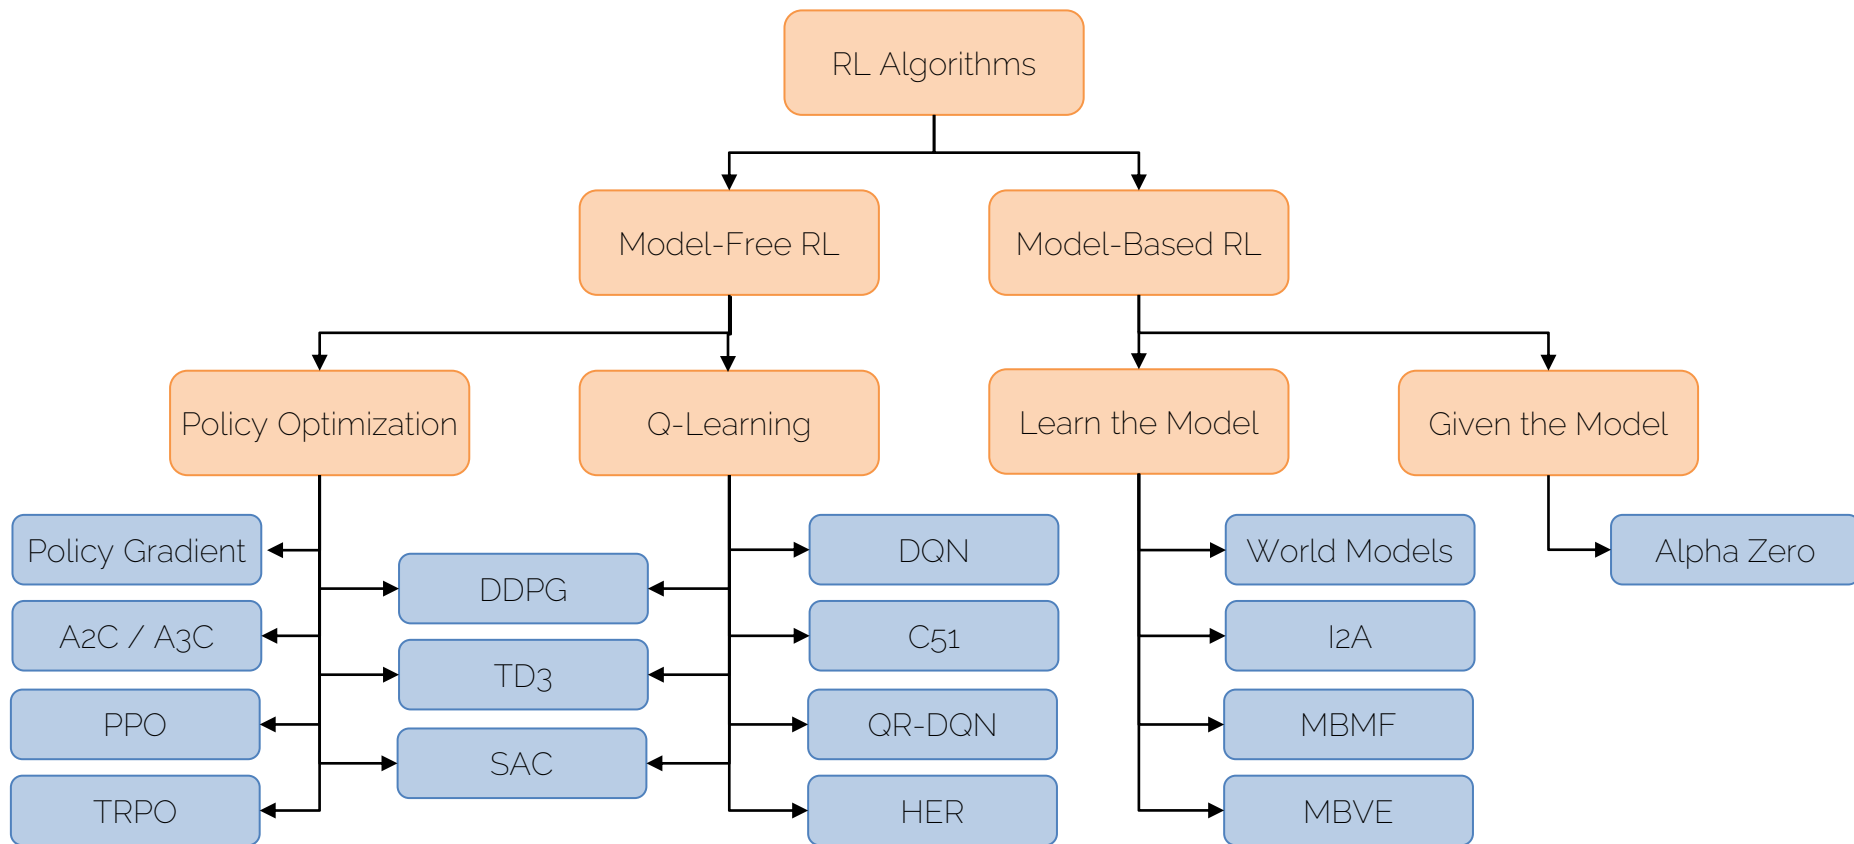 RL Algorithms
Model-Free RL
Model-Based RL
Policy Optimization
Q-Learning
Learn the Model
Given the Model
Policy Gradient
DDPG
DQN
World Models
Alpha Zero
A2C / A3C
TD3
C51
I2A
PPO
SAC
QR-DQN
MBMF
TRPO
HER
MBVE